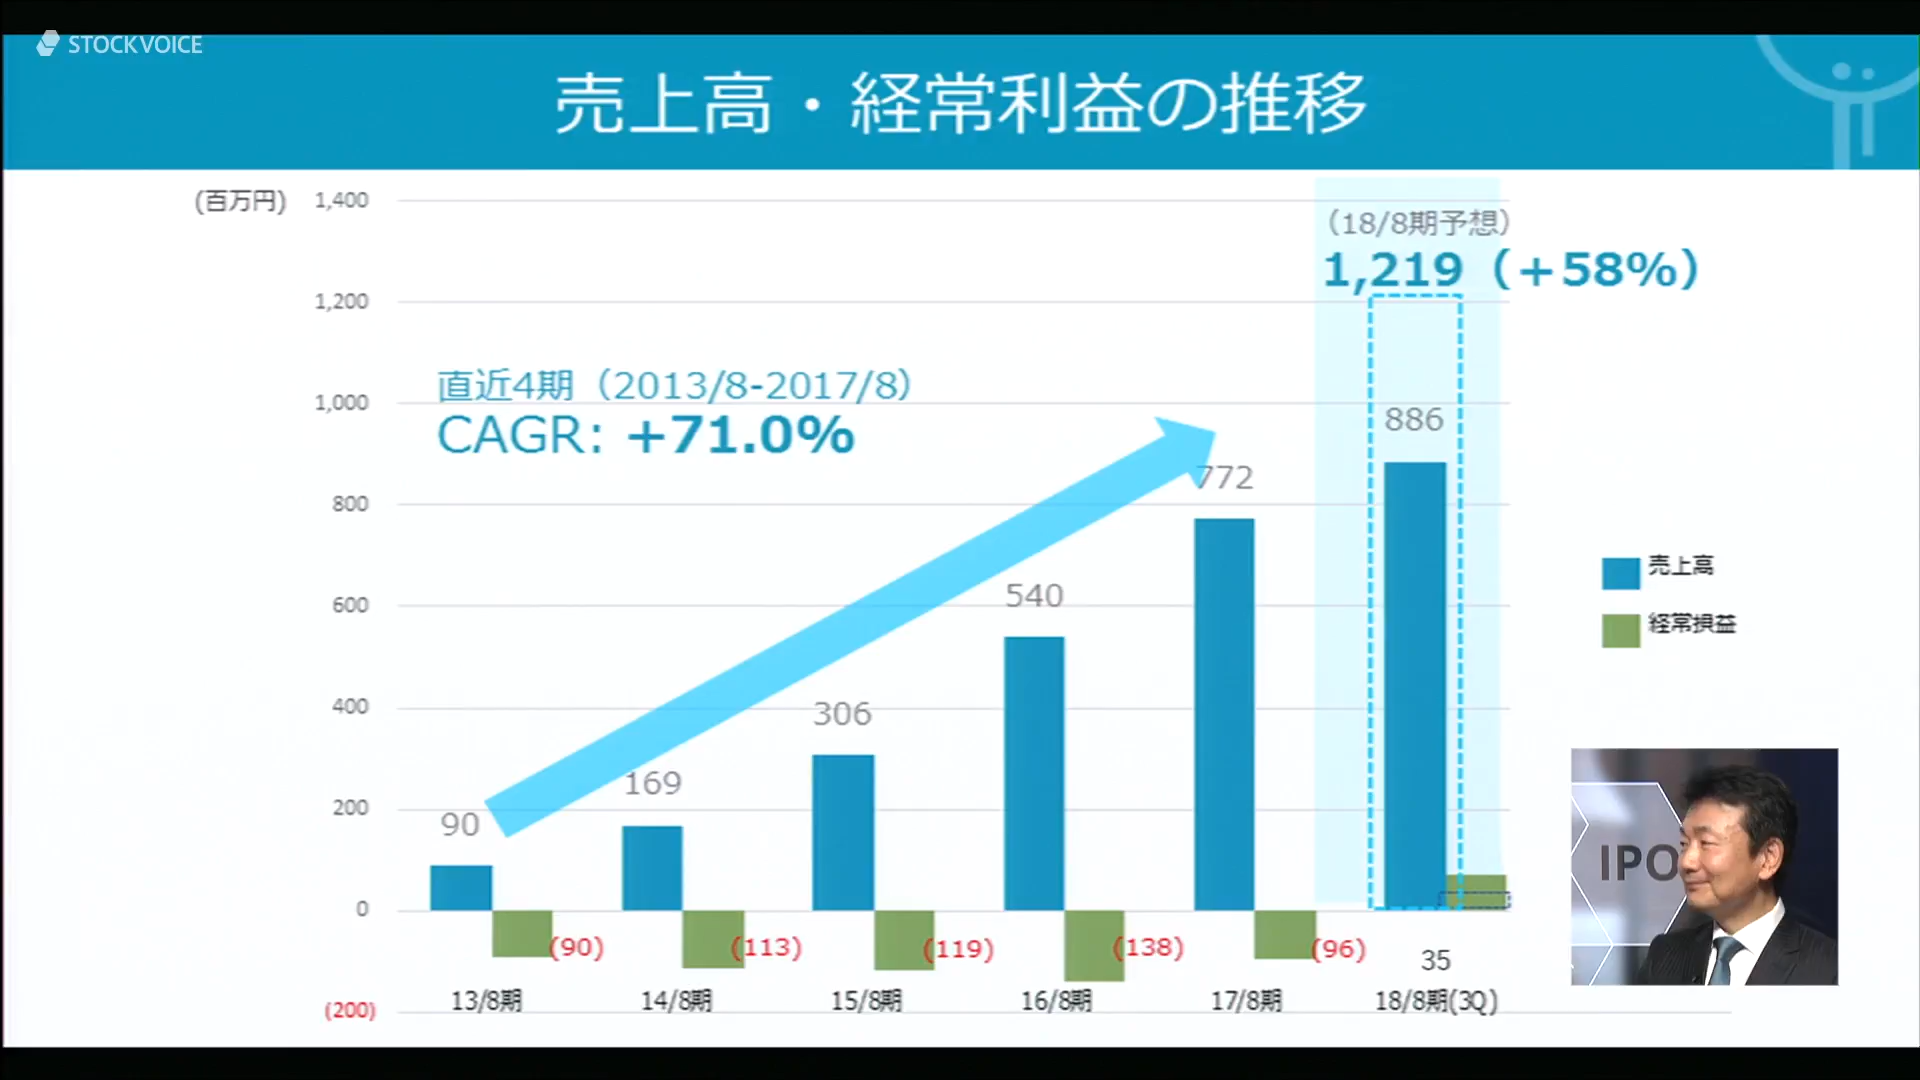 STOCKVOICE
売上高・経常利益の推移
(百万円)
1,400
1,200
1,000
800
600
400
200
0
(200)
直近4期（2013/8-2017/8）
CAGR: +71.0%
（18/8期予想）
1,219（+58%）
90
169
306
540
772
886
(90)
(113)
(119)
(138)
(96)
35
13/8期
14/8期
15/8期
16/8期
17/8期
18/8期(3Q)
売上高
経常損益
IPO